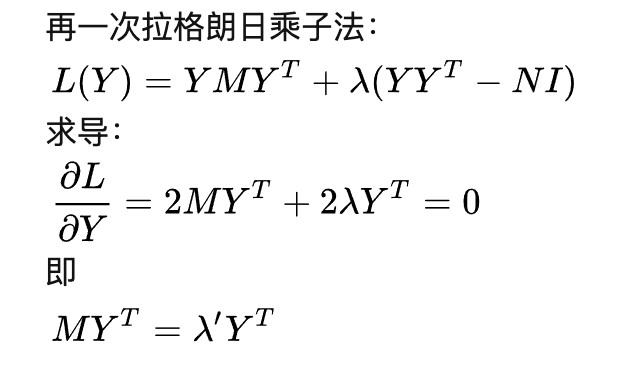 再一次拉格朗日乘子法：
L(Y) = YMY^T + λ(YY^T − NI)
求导：
∂L/∂Y = 2MY^T + 2λY^T = 0
即
MY^T = λ′Y^T